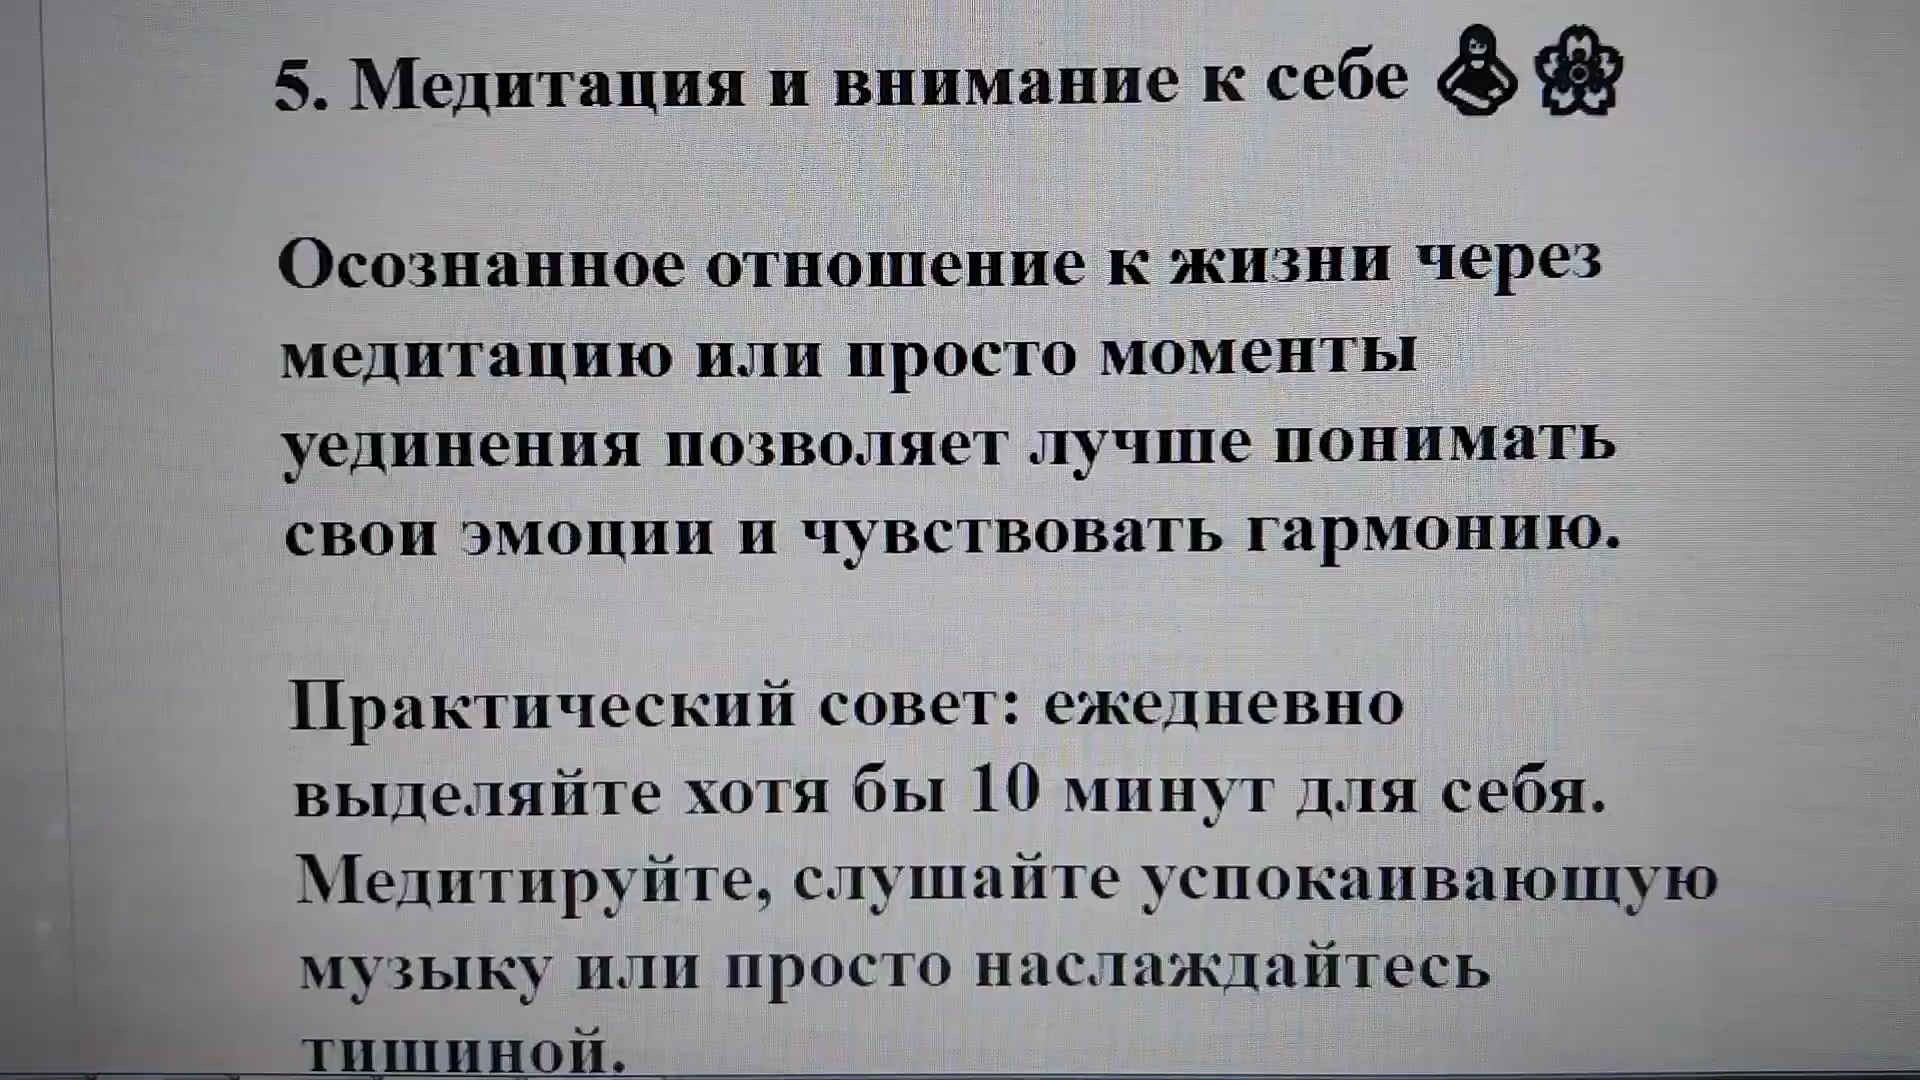 5. Медитация и внимание к себе
Осознанное отношение к жизни через
медитацию или просто моменты
уединения позволяет лучше понимать
свои эмоции и чувствовать гармонию.
Практический совет: ежедневно
выделяйте хотя бы 10 минут для себя.
Медитируйте, слушайте успокаивающую
музыку или просто наслаждайтесь
тишиной.